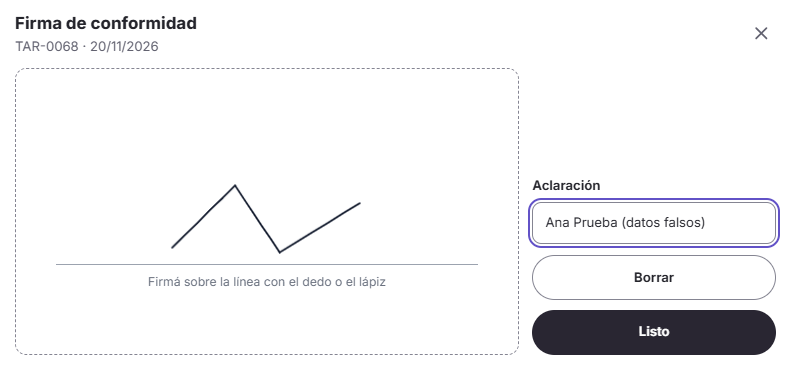 Firma de conformidad
TAR-0068 · 20/11/2026
Firmá sobre la línea con el dedo o el lápiz
Aclaración
Ana Prueba (datos falsos)
Borrar
Listo